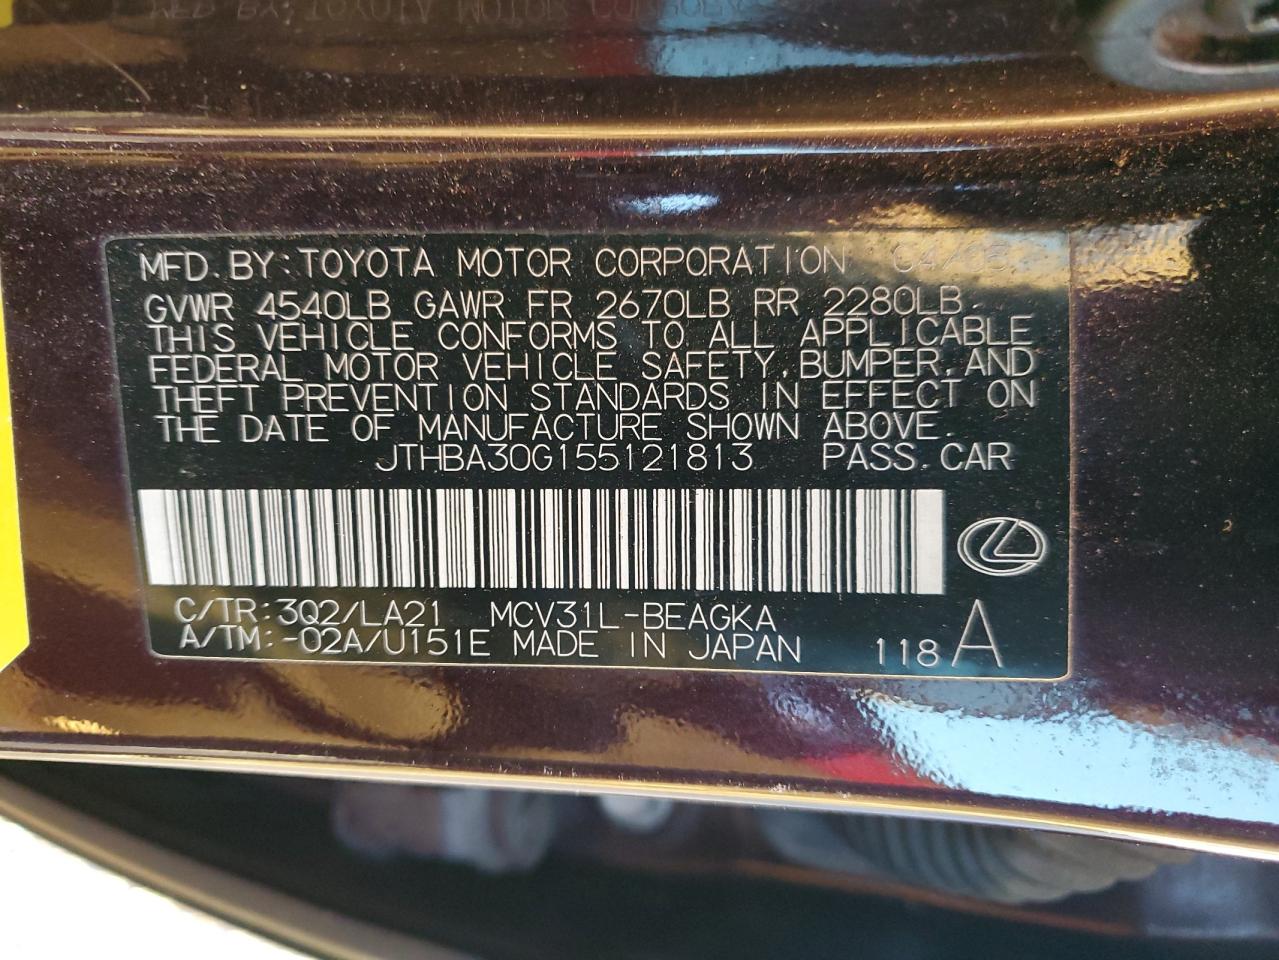 MFD. BY: TOYOTA MOTOR CORPORATION 04/05
GVWR 4540LB GAWR FR 2670LB RR 2280LB
THIS VEHICLE CONFORMS TO ALL APPLICABLE
FEDERAL MOTOR VEHICLE SAFETY, BUMPER, AND
THEFT PREVENTION STANDARDS IN EFFECT ON
THE DATE OF MANUFACTURE SHOWN ABOVE.
JTHBA30G155121813 PASS. CAR
C/TR: 3Q2/LA21 MCV31L-BEAGKA
A/TM: -02A/U151E MADE IN JAPAN 118 A